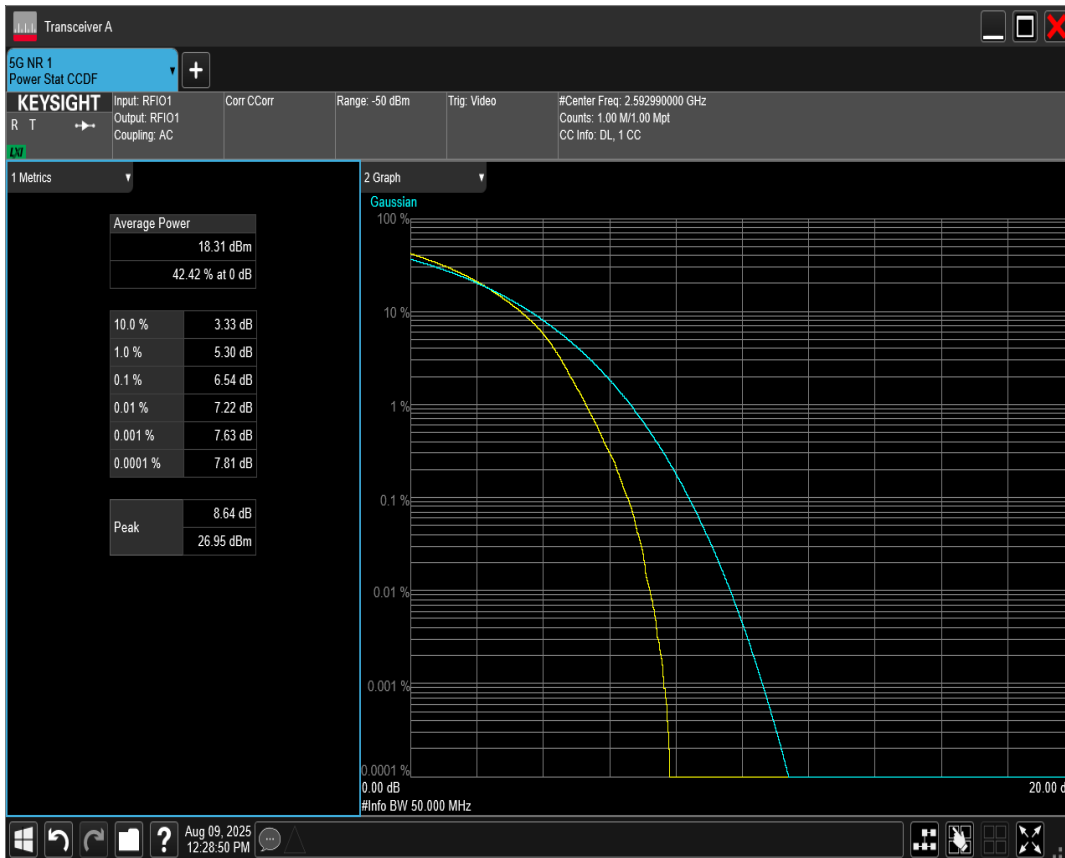 Transceiver A
5G NR 1
Power Stat CCDF
KEYSIGHT
R T
LXI
Input: RFIO1
Output: RFIO1
Coupling: AC
Corr CCorr
Range: -50 dBm
Trig: Video
#Center Freq: 2.592990000 GHz
Counts: 1.00 M/1.00 Mpt
CC Info: DL, 1 CC
1 Metrics
Average Power
18.31 dBm
42.42 % at 0 dB
10.0 % 3.33 dB
1.0 % 5.30 dB
0.1 % 6.54 dB
0.01 % 7.22 dB
0.001 % 7.63 dB
0.0001 % 7.81 dB
Peak
8.64 dB
26.95 dBm
2 Graph
Gaussian
100 %
10 %
1 %
0.1 %
0.01 %
0.001 %
0.0001 %
0.00 dB
20.00 d
#Info BW 50.000 MHz
?
Aug 09, 2025
12:28:50 PM